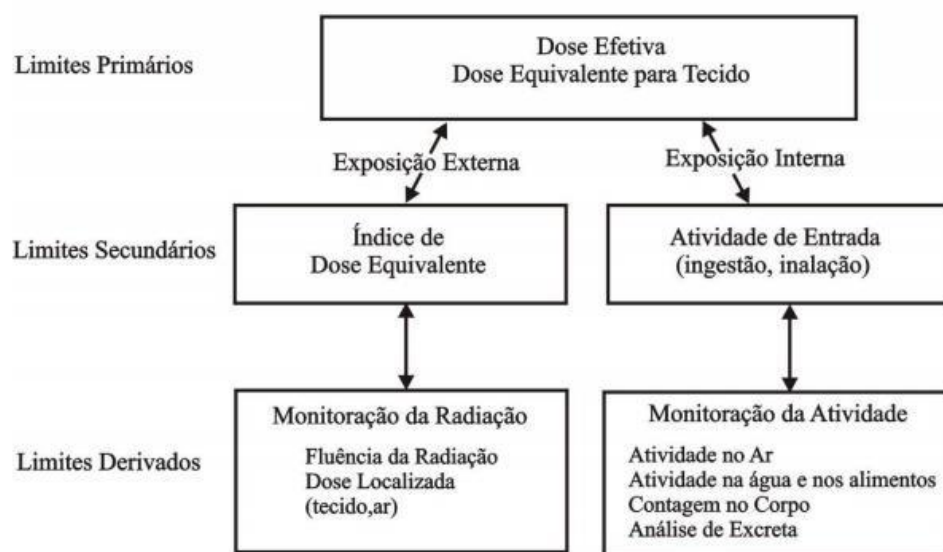 Limites Primários
Dose Efetiva
Dose Equivalente para Tecido
Exposição Externa
Exposição Interna
Limites Secundários
Índice de
Dose Equivalente
Atividade de Entrada
(ingestão, inalação)
Limites Derivados
Monitoração da Radiação
Fluência da Radiação
Dose Localizada
(tecido,ar)
Monitoração da Atividade
Atividade no Ar
Atividade na água e nos alimentos
Contagem no Corpo
Análise de Excreta